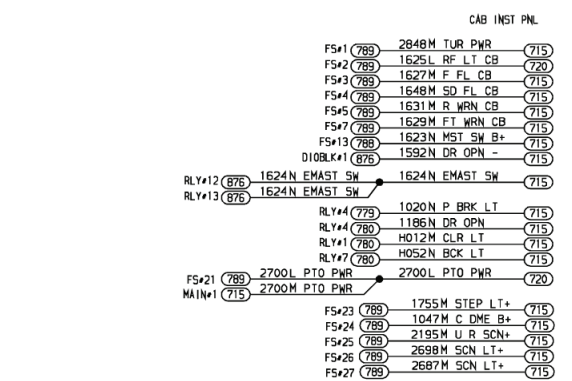 CAB INST PNL
FS#1 789 2848M TUR PWR 715
FS#2 789 1625L RF LT CB 720
FS#3 789 1627M F FL CB 715
FS#4 789 1648M SD FL CB 715
FS#5 789 1631M R WRN CB 715
FS#7 789 1629M FT WRN CB 715
FS#13 788 1623N MST SW B+ 715
DIOBLK#1 876 1592N DR OPN - 715
RLY#12 876 1624N EMAST SW 1624N EMAST SW 715
RLY#13 876 1624N EMAST SW
RLY#4 779 1020N P BRK LT 715
RLY#4 780 1186N DR OPN 715
RLY#1 780 H012M CLR LT 715
RLY#7 780 H052N BCK LT 715
FS#21 789 2700L PTO PWR 2700L PTO PWR 720
MAIN#1 715 2700M PTO PWR
FS#23 789 1755M STEP LT+ 715
FS#24 789 1047M C DME B+ 715
FS#25 789 2195M U R SCN+ 715
FS#26 789 2698M SCN LT+ 715
FS#27 789 2687M SCN LT+ 715